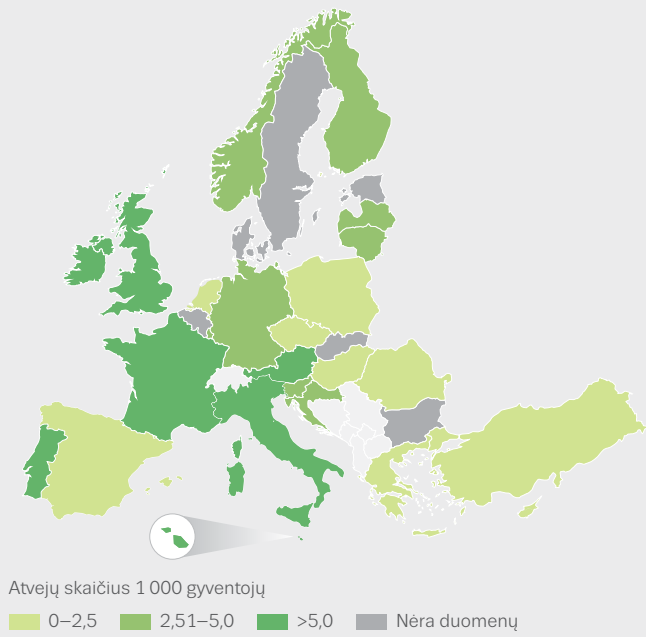 Atvejų skaičius 1 000 gyventojų
0–2,5 2,51–5,0 >5,0 Nėra duomenų